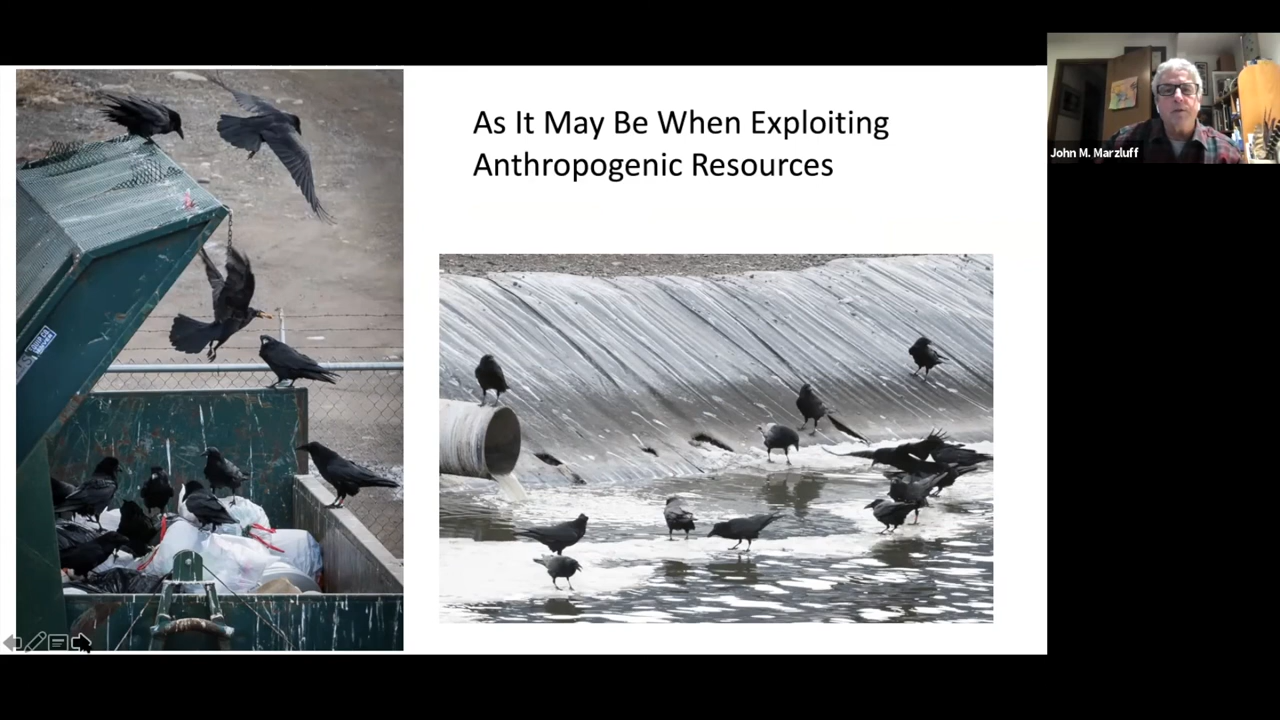 As It May Be When Exploiting
Anthropogenic Resources
John M. Marzluff